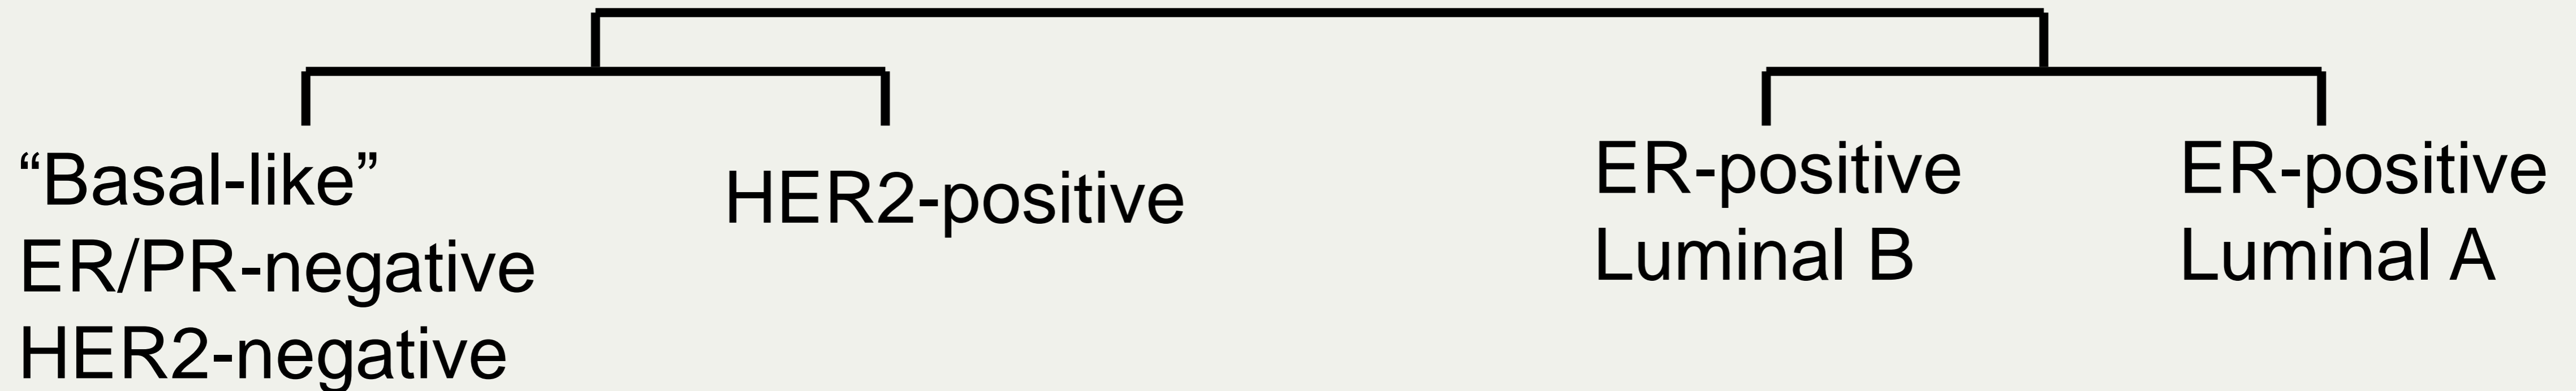 “Basal-like”
ER/PR-negative
HER2-negative
HER2-positive
ER-positive
Luminal B
ER-positive
Luminal A